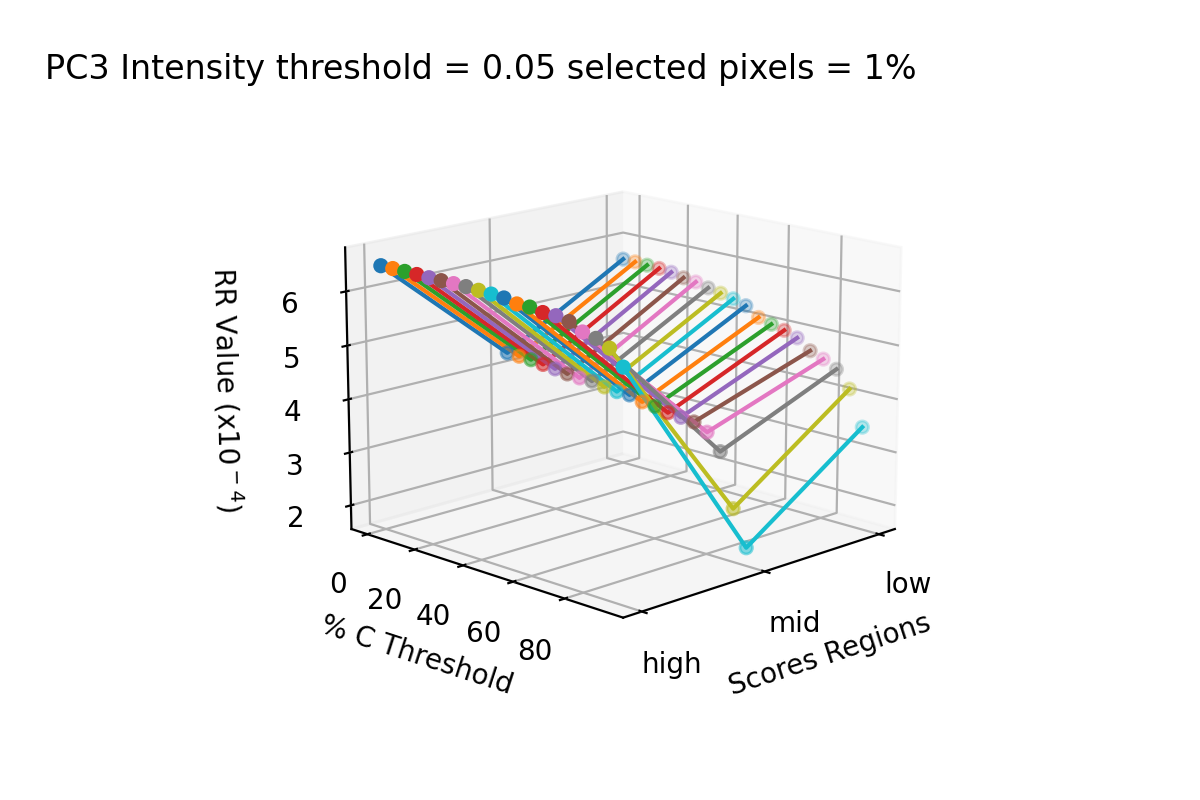 PC3 Intensity threshold = 0.05 selected pixels = 1%
RR Value (x10⁻⁴)
6
5
4
3
2
0
20
40
60
80
% C Threshold
high
mid
low
Scores Regions